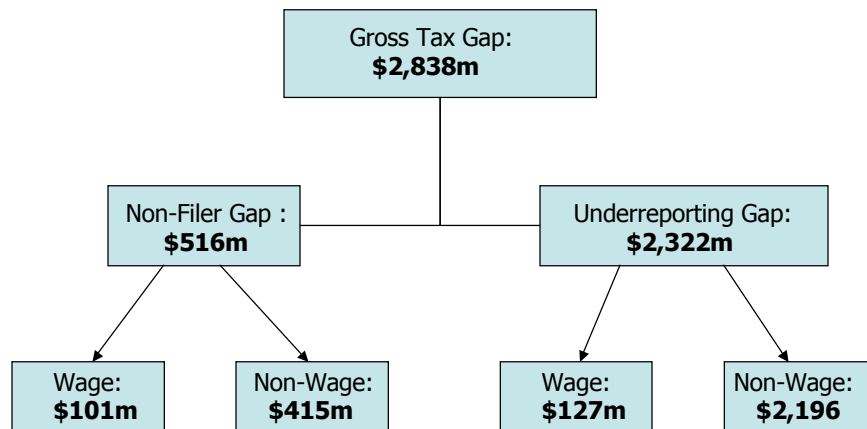 Gross Tax Gap:
$2,838m
Non-Filer Gap :
$516m
Underreporting Gap:
$2,322m
Wage:
$101m
Non-Wage:
$415m
Wage:
$127m
Non-Wage:
$2,196